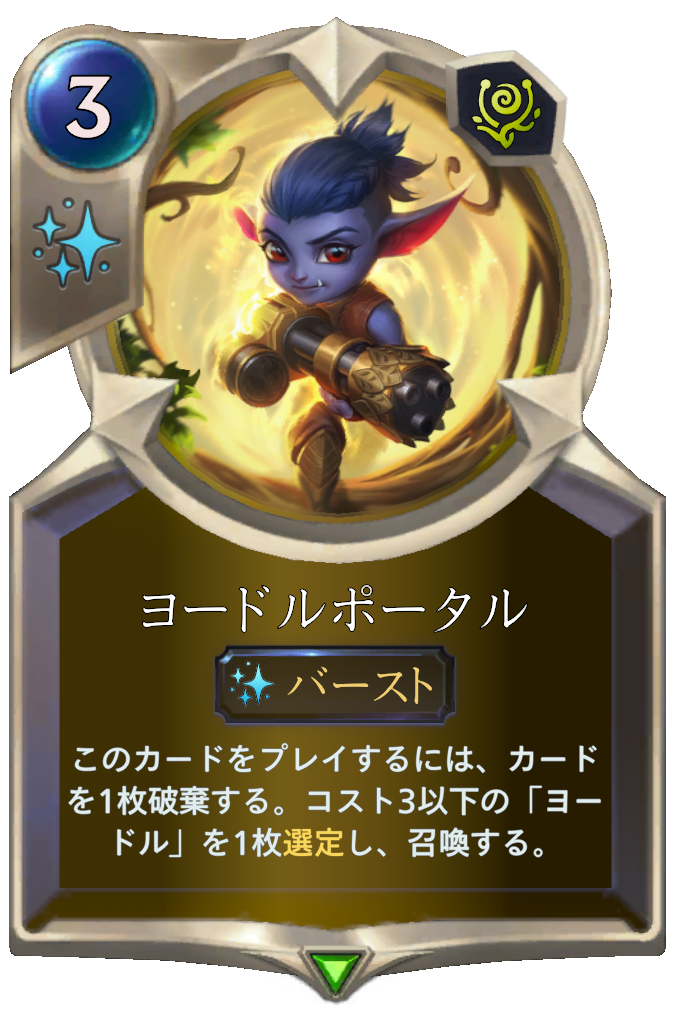 3
ヨードルポータル
バースト
このカードをプレイするには、カード
を1枚破棄する。コスト3以下の「ヨー
ドル」を1枚選定し、召喚する。